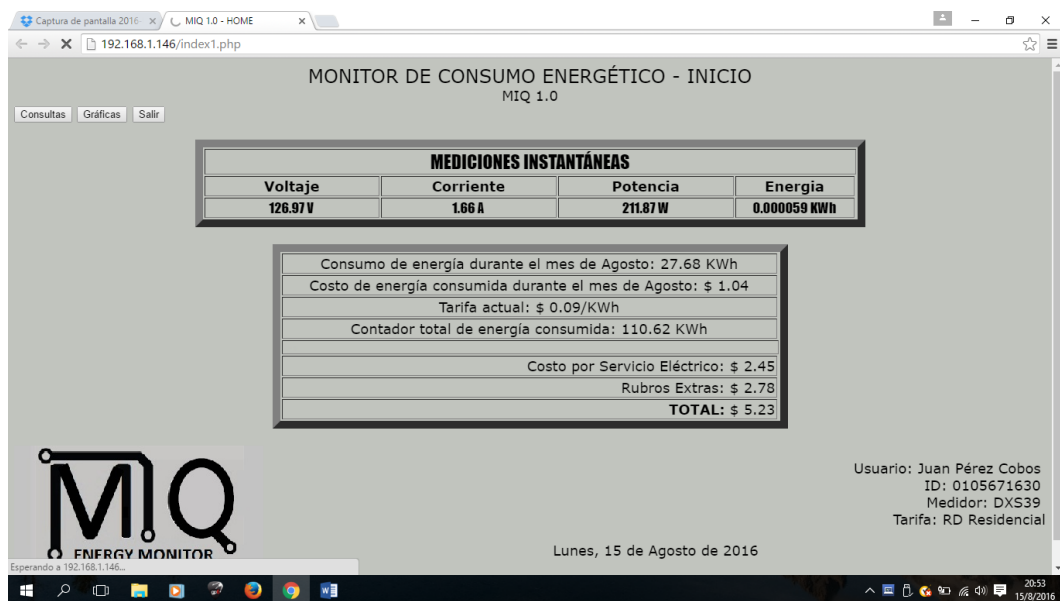 Captura de pantalla 2016-
MIQ 1.0 - HOME
192.168.1.146/index1.php
MONITOR DE CONSUMO ENERGÉTICO - INICIO
MIQ 1.0
Consultas Gráficas Salir
MEDICIONES INSTANTÁNEAS
Voltaje Corriente Potencia Energia
126.97 V 1.66 A 211.87 W 0.000059 KWh
Consumo de energía durante el mes de Agosto: 27.68 KWh
Costo de energía consumida durante el mes de Agosto: $ 1.04
Tarifa actual: $ 0.09/KWh
Contador total de energía consumida: 110.62 KWh
Costo por Servicio Eléctrico: $ 2.45
Rubros Extras: $ 2.78
TOTAL: $ 5.23
MIQ
ENERGY MONITOR
Usuario: Juan Pérez Cobos
ID: 0105671630
Medidor: DXS39
Tarifa: RD Residencial
Lunes, 15 de Agosto de 2016
Esperando a 192.168.1.146...
20:53
15/8/2016